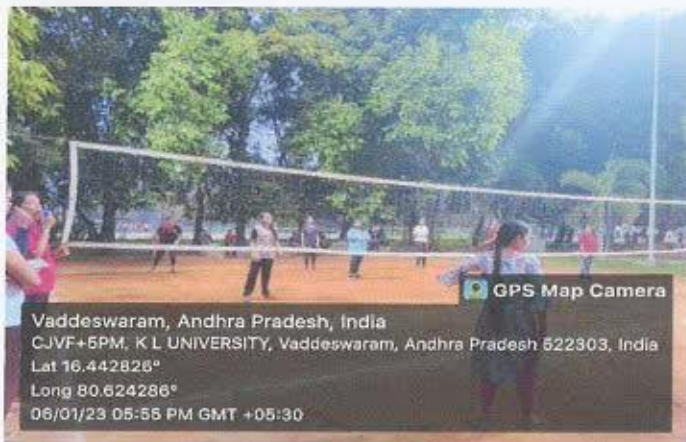 GPS Map Camera
Vaddeswaram, Andhra Pradesh, India
CJVF+5PM, K L UNIVERSITY, Vaddeswaram, Andhra Pradesh 522303, India
Lat 16.442826°
Long 80.624286°
06/01/23 05:55 PM GMT +05:30